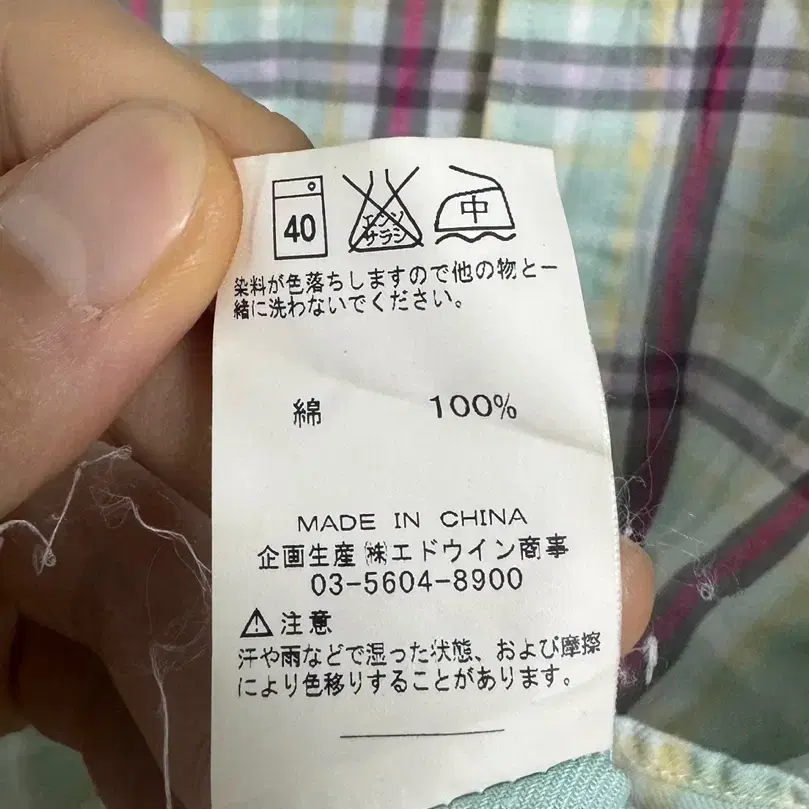 40
エンソ
サラシ
中
染料が色落ちしますので他の物と一
緒に洗わないでください。
綿 100%
MADE IN CHINA
企画生産 ㈱エドウイン商事
03-5604-8900
注意
汗や雨などで湿った状態、および摩擦
により色移りすることがあります。